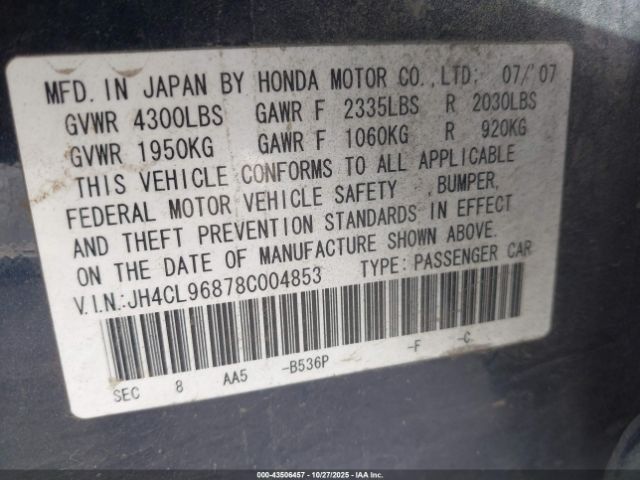 MFD. IN JAPAN BY HONDA MOTOR CO.,LTD: 07/'07
GVWR 4300LBS GAWR F 2335LBS R 2030LBS
GVWR 1950KG GAWR F 1060KG R 920KG
THIS VEHICLE CONFORMS TO ALL APPLICABLE
FEDERAL MOTOR VEHICLE SAFETY ,BUMPER,
AND THEFT PREVENTION STANDARDS IN EFFECT
ON THE DATE OF MANUFACTURE SHOWN ABOVE.
V.I.N.:JH4CL96878C004853 TYPE: PASSENGER CAR
SEC 8 AA5 -B536P -F -C-
000-43506457 - 10/27/2025 - IAA Inc.